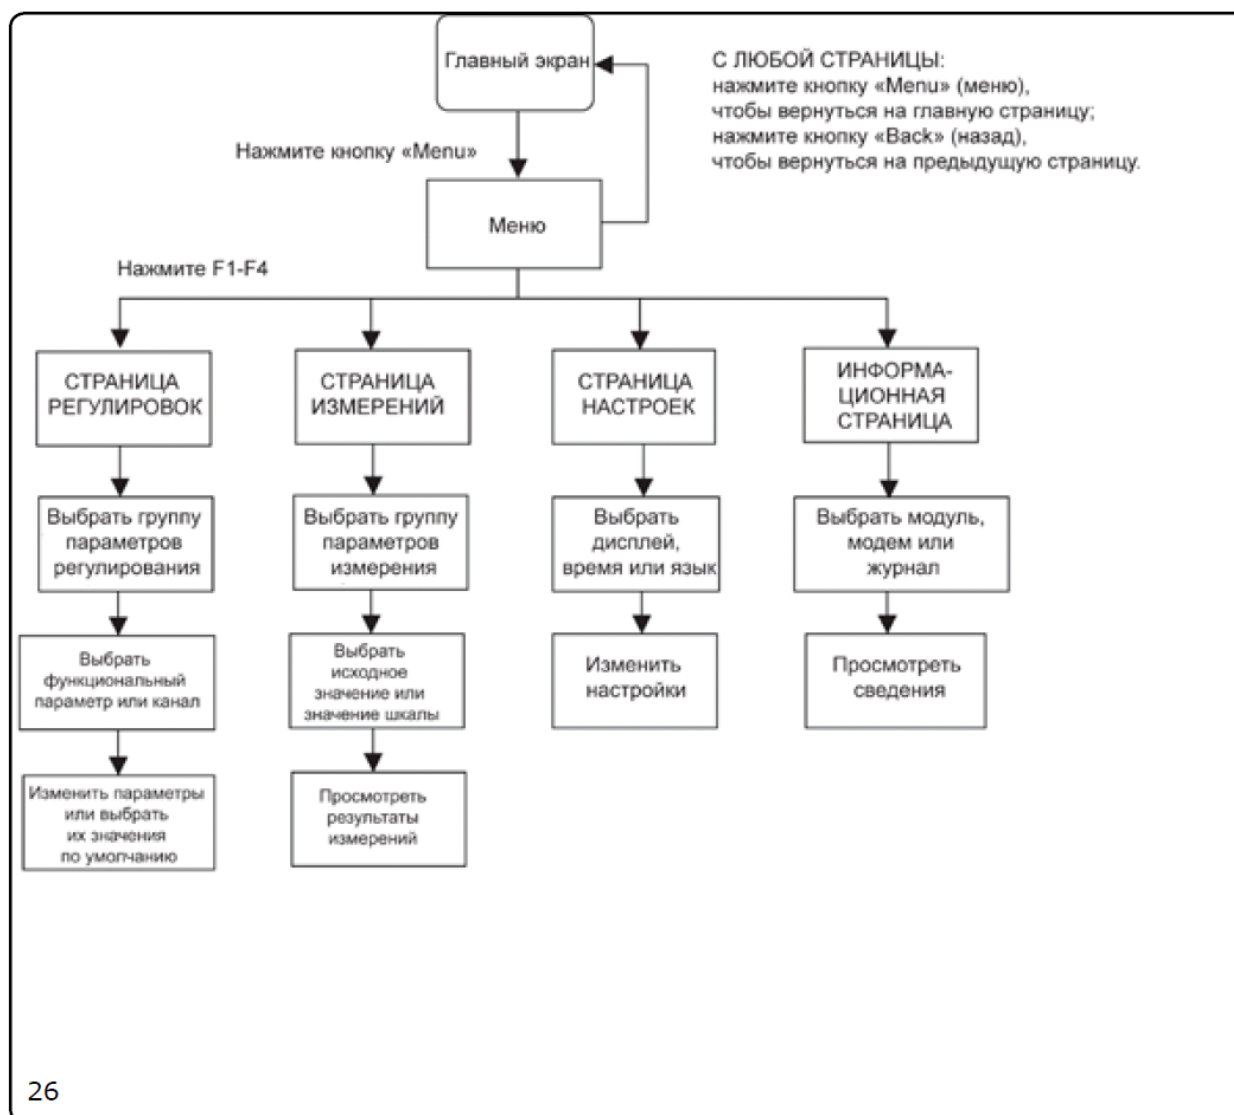 Главный экран
С ЛЮБОЙ СТРАНИЦЫ:
нажмите кнопку «Menu» (меню),
чтобы вернуться на главную страницу;
нажмите кнопку «Back» (назад),
чтобы вернуться на предыдущую страницу.
Нажмите кнопку «Menu»
Меню
Нажмите F1-F4
СТРАНИЦА
РЕГУЛИРОВОК
СТРАНИЦА
ИЗМЕРЕНИЙ
СТРАНИЦА
НАСТРОЕК
ИНФОРМА-
ЦИОННАЯ
СТРАНИЦА
Выбрать группу
параметров
регулирования
Выбрать группу
параметров
измерения
Выбрать
дисплей,
время или язык
Выбрать модуль,
модем или
журнал
Выбрать
функциональный
параметр или канал
Выбрать
исходное
значение или
значение шкалы
Изменить
настройки
Просмотреть
сведения
Изменить параметры
или выбрать
их значения
по умолчанию
Просмотреть
результаты
измерений
26